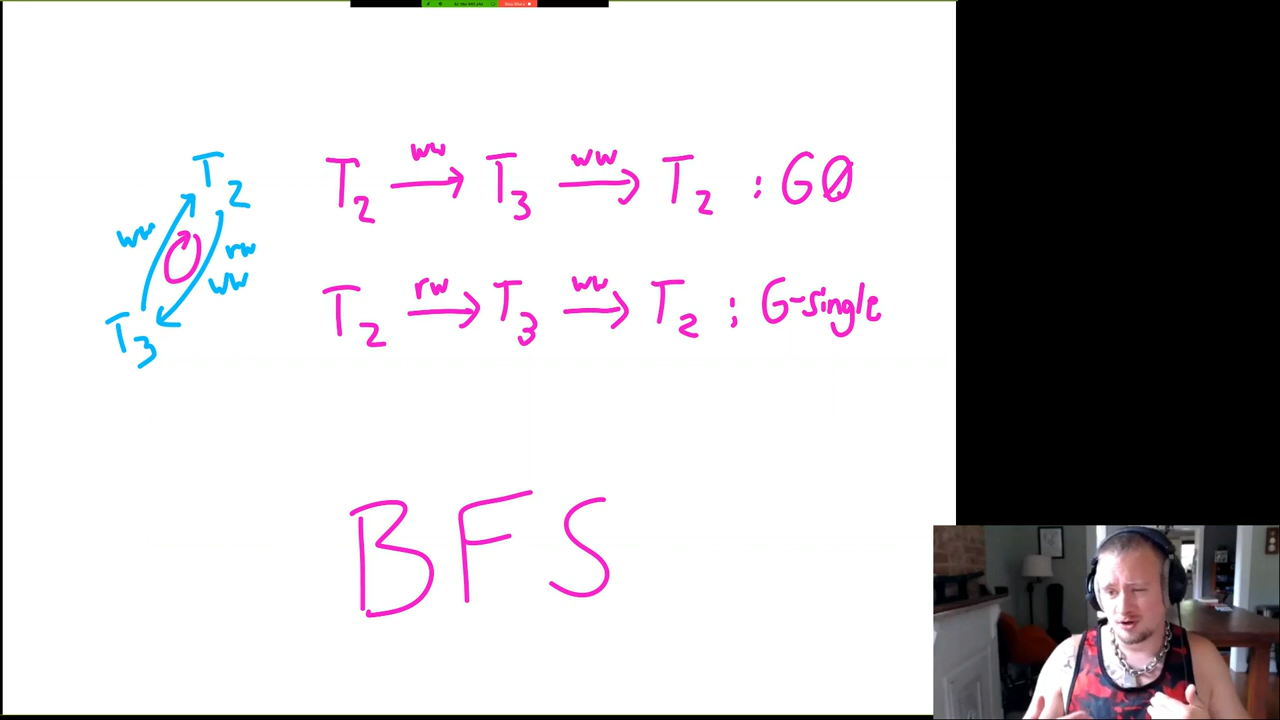 T2 ww T3 ww T2 : G0
T2
ww
rw
ww
T3
T2 rw T3 ww T2 : G-single
BFS